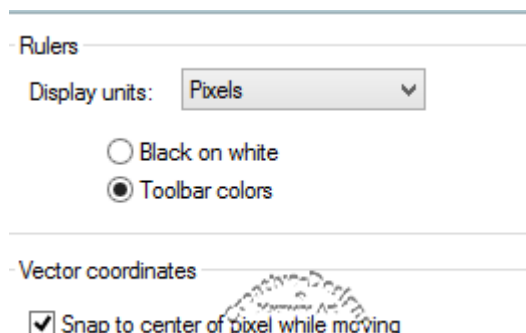 Rulers
Display units: Pixels
Black on white
Toolbar colors
Vector coordinates
Snap to center of pixel while moving